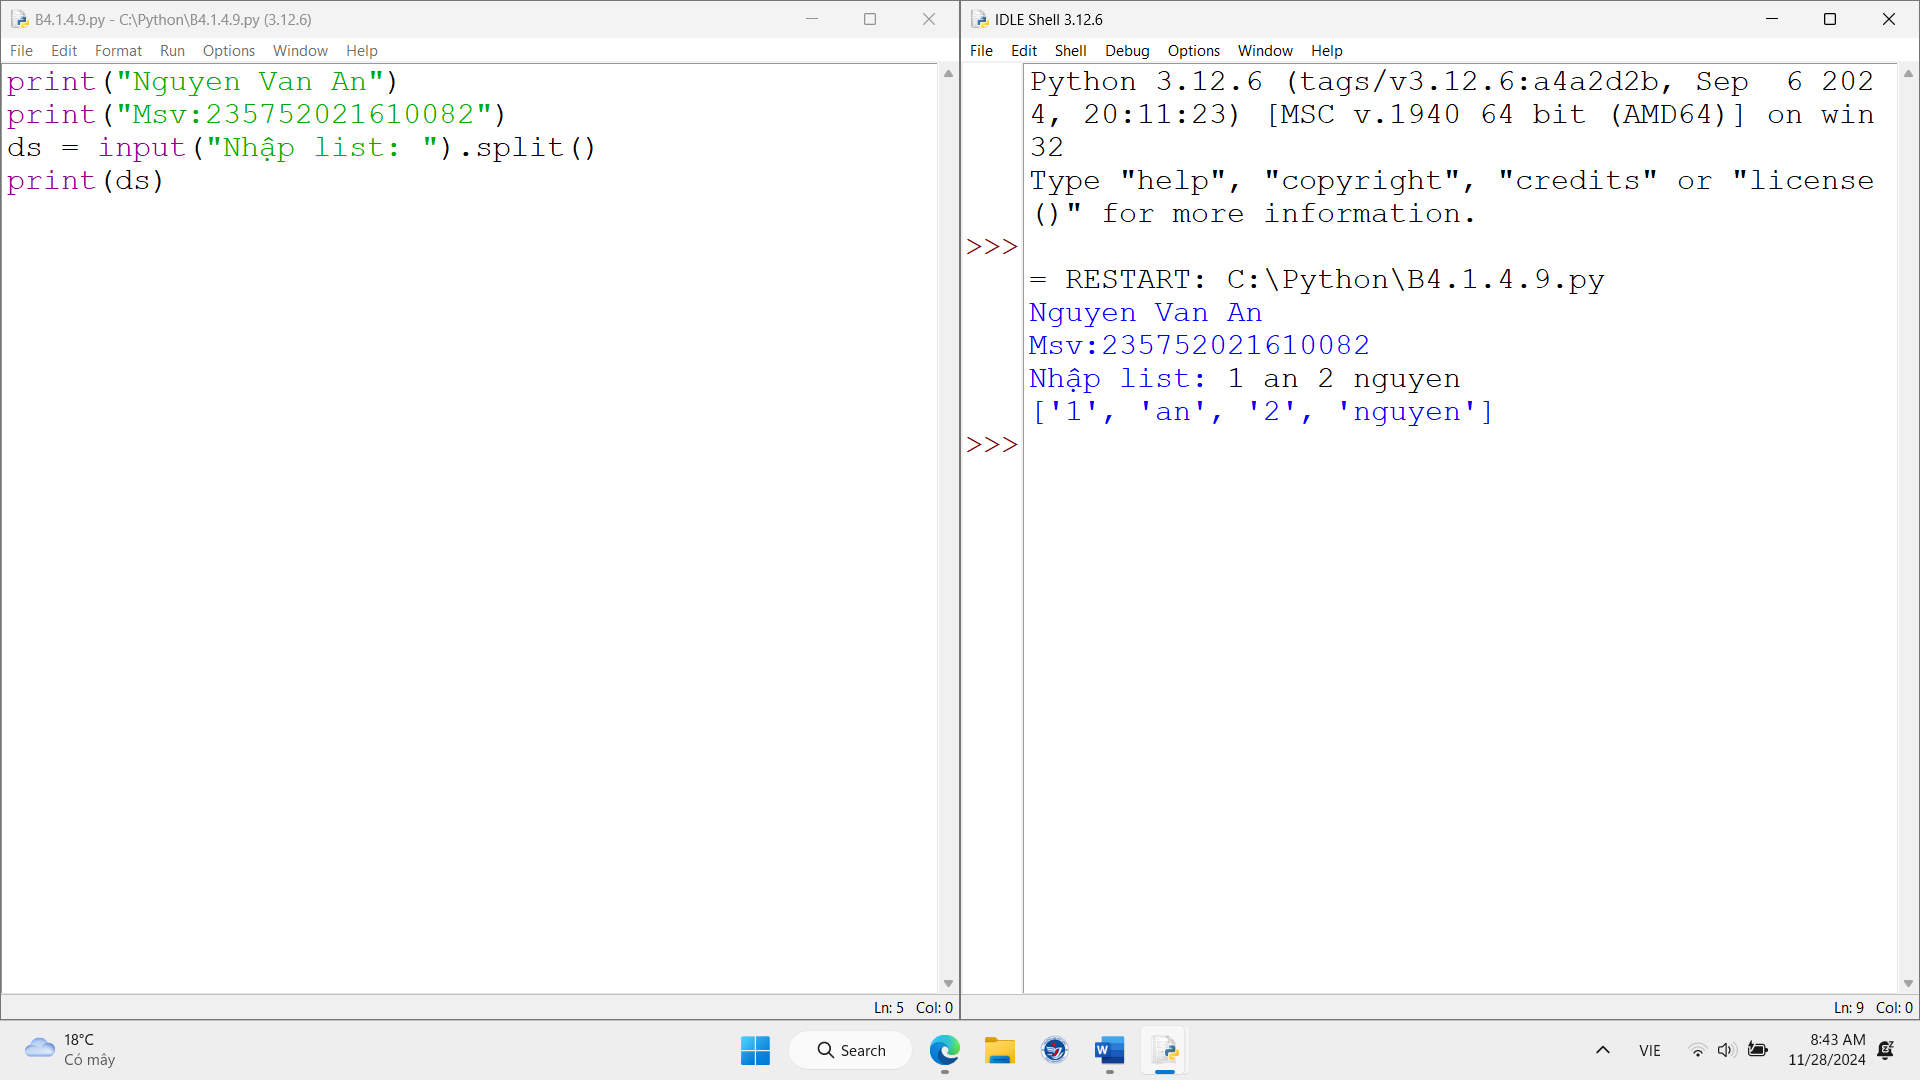 B4.1.4.9.py - C:\Python\B4.1.4.9.py (3.12.6)
File Edit Format Run Options Window Help
print("Nguyen Van An")
print("Msv:235752021610082")
ds = input("Nhập list: ").split()
print(ds)
Ln: 5 Col: 0
IDLE Shell 3.12.6
File Edit Shell Debug Options Window Help
Python 3.12.6 (tags/v3.12.6:a4a2d2b, Sep  6 202
4, 20:11:23) [MSC v.1940 64 bit (AMD64)] on win
32
Type "help", "copyright", "credits" or "license
()" for more information.
>>>
= RESTART: C:\Python\B4.1.4.9.py
Nguyen Van An
Msv:235752021610082
Nhập list: 1 an 2 nguyen
['1', 'an', '2', 'nguyen']
>>>
Ln: 9 Col: 0
18°C
Có mây
Search
W
VIE
8:43 AM
11/28/2024